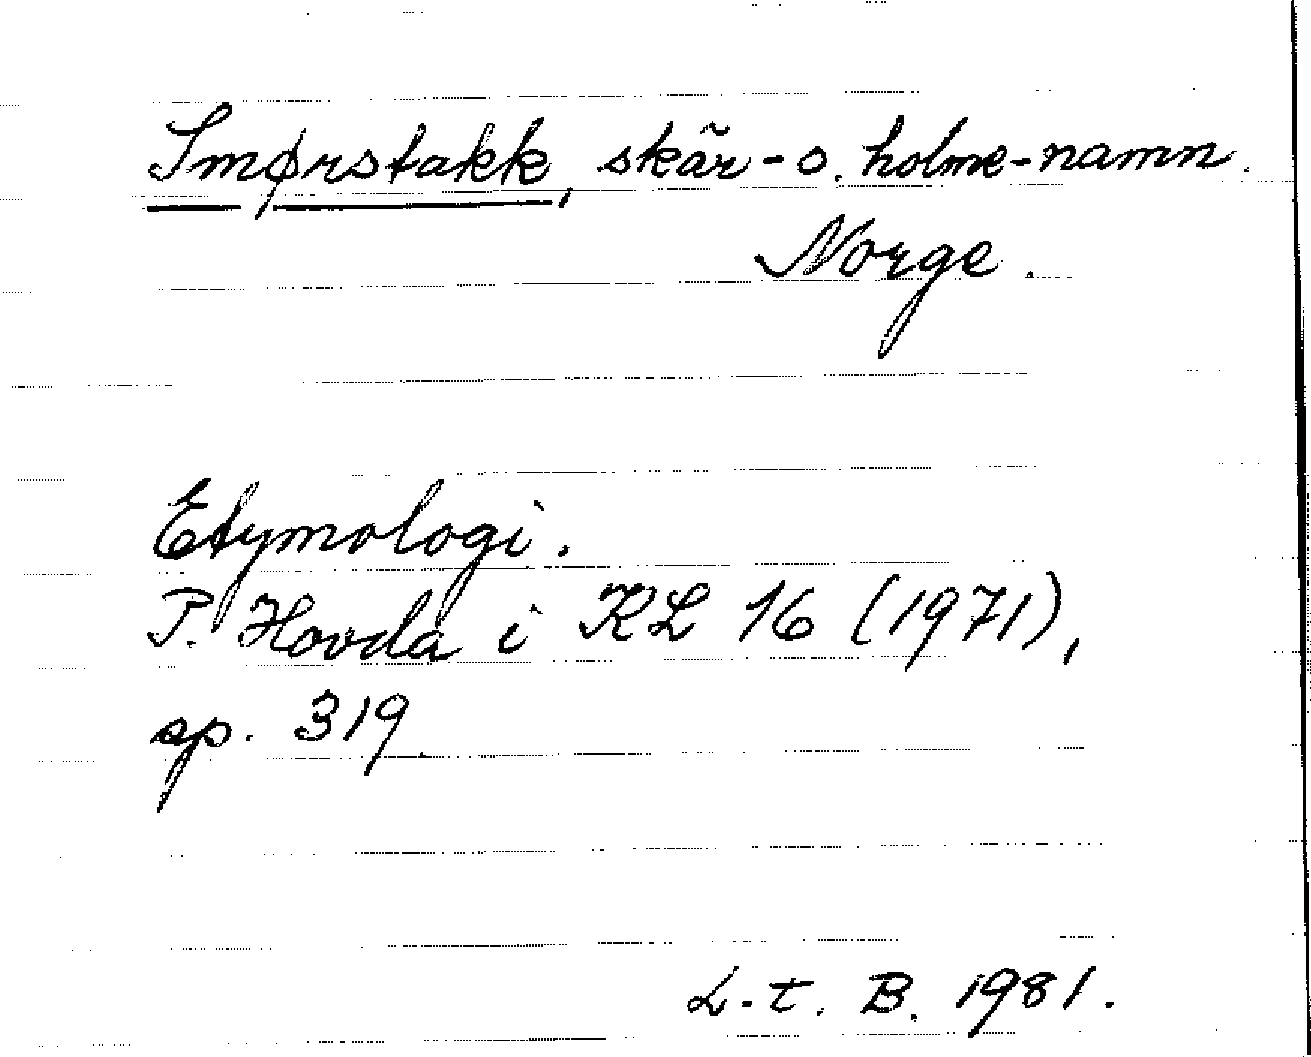 Smørstakk, skär- o. holme-namn.
Norge.
Etymologi.
P. Hovda i KL 16 (1971),
sp. 319.
L-t. B. 1981.